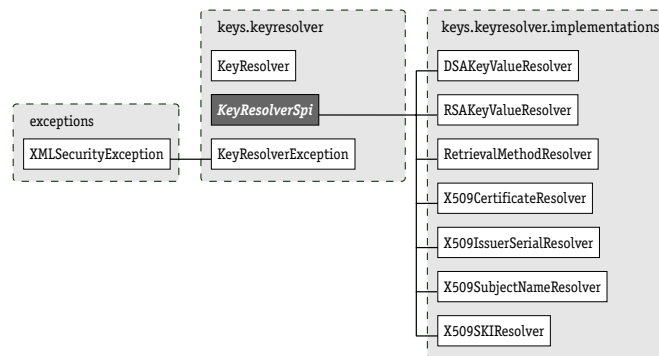 keys.keyresolver
KeyResolver
KeyResolverSpi
KeyResolverException
exceptions
XMLSecurityException
keys.keyresolver.implementations
DSAKeyValueResolver
RSAKeyValueResolver
RetrievalMethodResolver
X509CertificateResolver
X509IssuerSerialResolver
X509SubjectNameResolver
X509SKIResolver